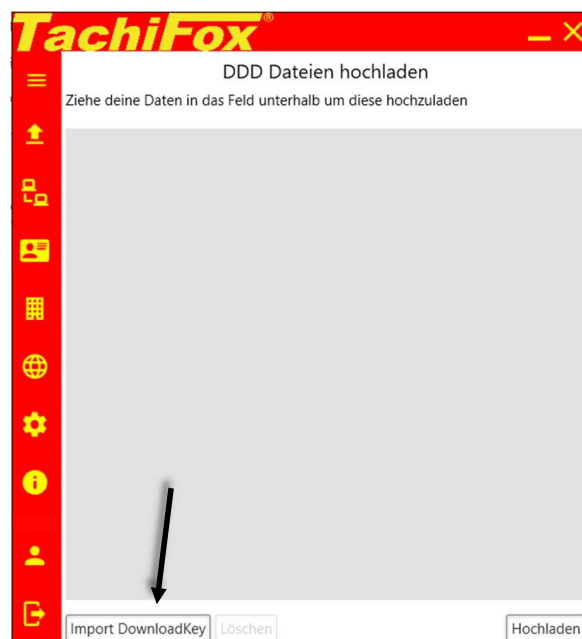 TachiFox®
DDD Dateien hochladen
Ziehe deine Daten in das Feld unterhalb um diese hochzuladen
Import DownloadKey Löschen Hochladen